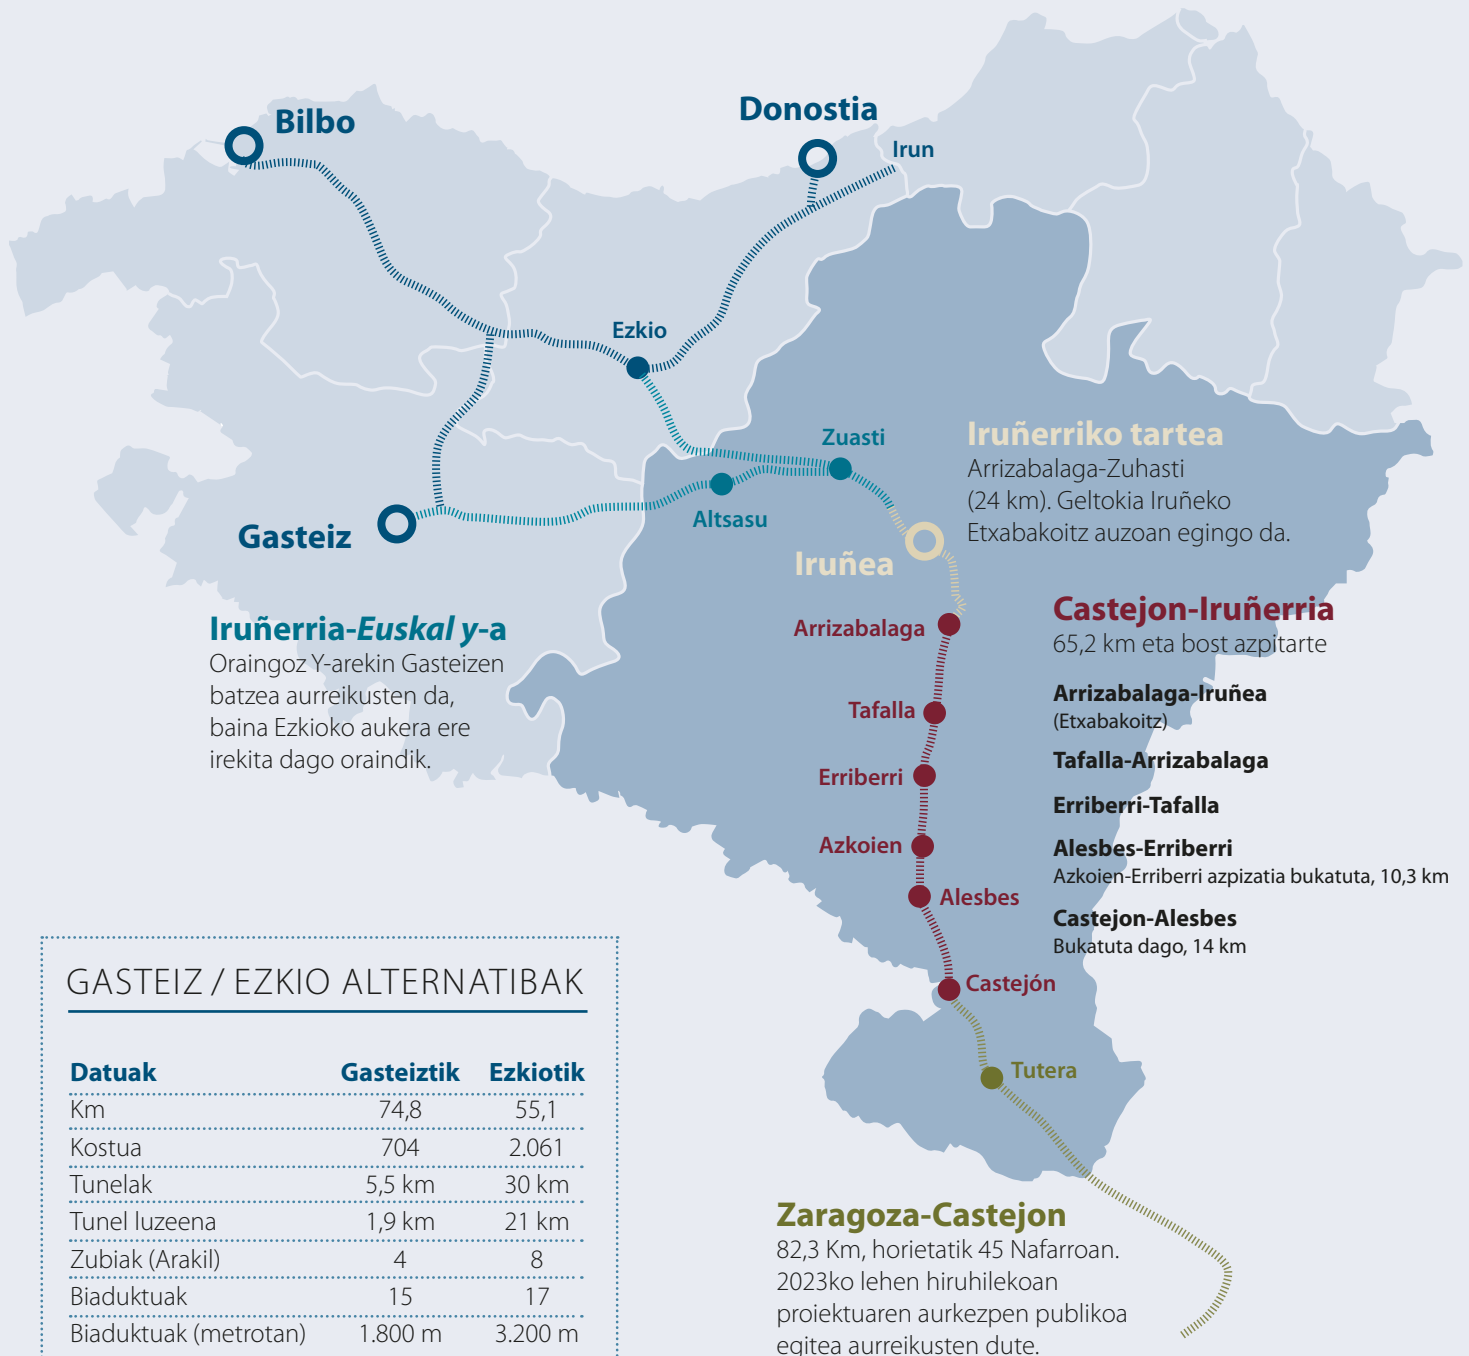 Bilbo
Donostia
Irun
Ezkio
Zuasti
Altsasu
Gasteiz
Iruñea
Iruñerriko tartea
Arrizabalaga-Zuhasti
(24 km). Geltokia Iruñeko
Etxabakoitz auzoan egingo da.
Iruñerria-Euskal y-a
Oraingoz Y-arekin Gasteizen
batzea aurreikusten da,
baina Ezkioko aukera ere
irekita dago oraindik.
Arrizabalaga
Tafalla
Erriberri
Azkoien
Alesbes
Castejón
Tutera
Castejon-Iruñerria
65,2 km eta bost azpitarte
Arrizabalaga-Iruñea
(Etxabakoitz)
Tafalla-Arrizabalaga
Erriberri-Tafalla
Alesbes-Erriberri
Azkoien-Erriberri azpizatia bukatuta, 10,3 km
Castejon-Alesbes
Bukatuta dago, 14 km
GASTEIZ / EZKIO ALTERNATIBAK
Datuak Gasteiztik Ezkiotik
Km 74,8 55,1
Kostua 704 2.061
Tunelak 5,5 km 30 km
Tunel luzeena 1,9 km 21 km
Zubiak (Arakil) 4 8
Biaduktuak 15 17
Biaduktuak (metrotan) 1.800 m 3.200 m
Zaragoza-Castejon
82,3 Km, horietatik 45 Nafarroan.
2023ko lehen hiruhilekoan
proiektuaren aurkezpen publikoa
egitea aurreikusten dute.